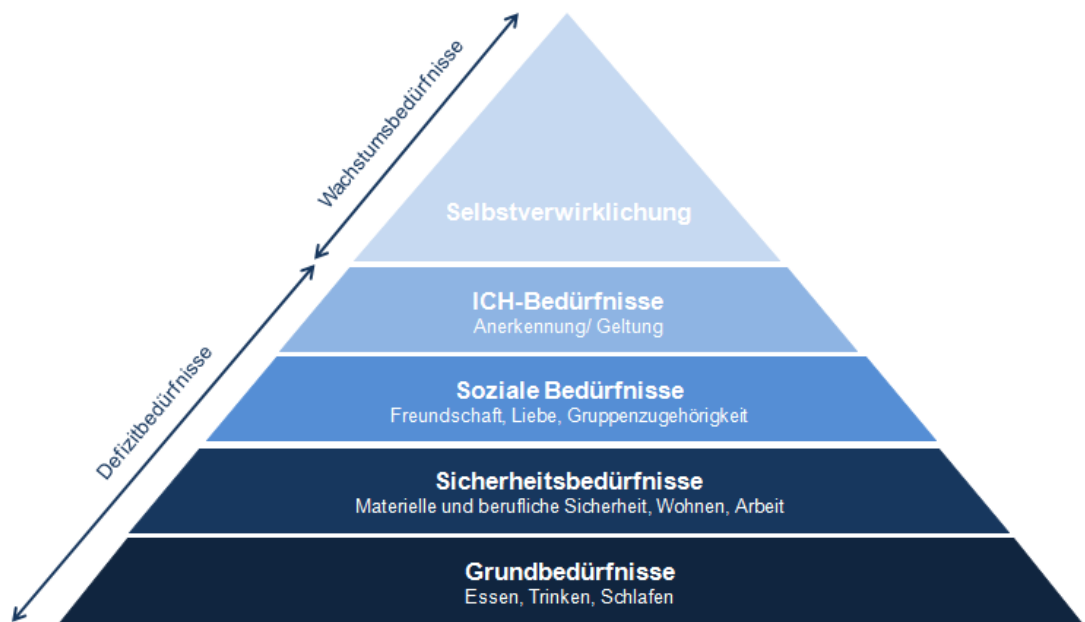 Wachstumsbedürfnisse
Selbstverwirklichung
Defizitbedürfnisse
ICH-Bedürfnisse
Anerkennung/ Geltung
Soziale Bedürfnisse
Freundschaft, Liebe, Gruppenzugehörigkeit
Sicherheitsbedürfnisse
Materielle und berufliche Sicherheit, Wohnen, Arbeit
Grundbedürfnisse
Essen, Trinken, Schlafen